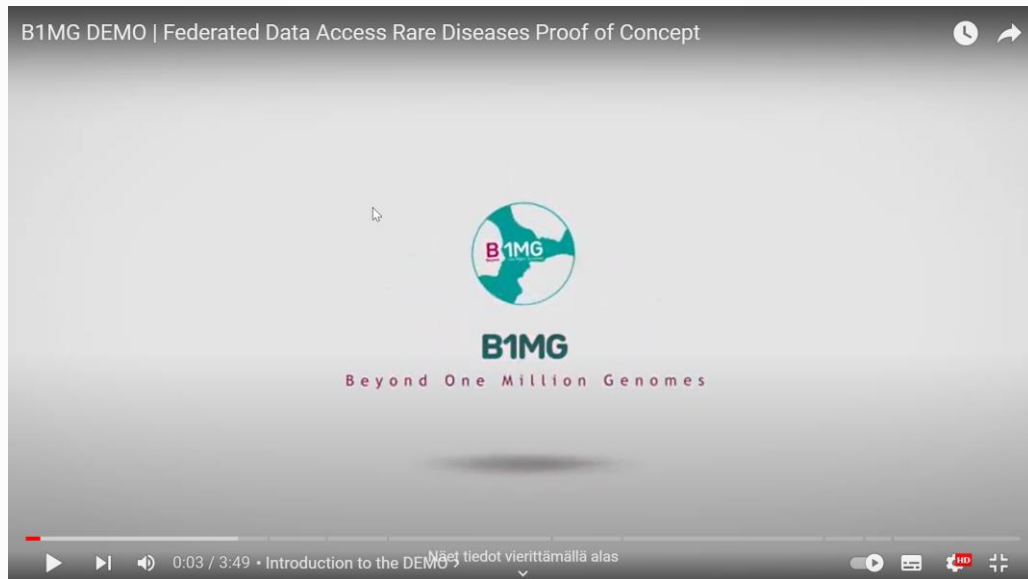 B1MG DEMO | Federated Data Access Rare Diseases Proof of Concept
B1MG
B1MG
Beyond One Million Genomes
0:03 / 3:49 • Introduction to the DEMO
Näet tiedot vierittämällä alas
HD